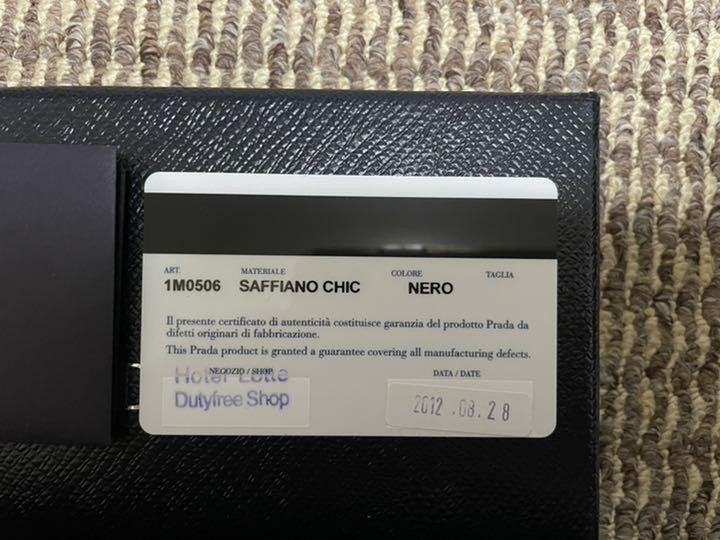 ART. MATERIALE COLORE TAGLIA
1M0506 SAFFIANO CHIC NERO
Il presente certificato di autenticità costituisce garanzia del prodotto Prada da
difetti originari di fabbricazione.
This Prada product is granted a guarantee covering all manufacturing defects.
NEGOZIO / SHOP DATA / DATE
Hotel Lotte
Dutyfree Shop 2012 .08. 28